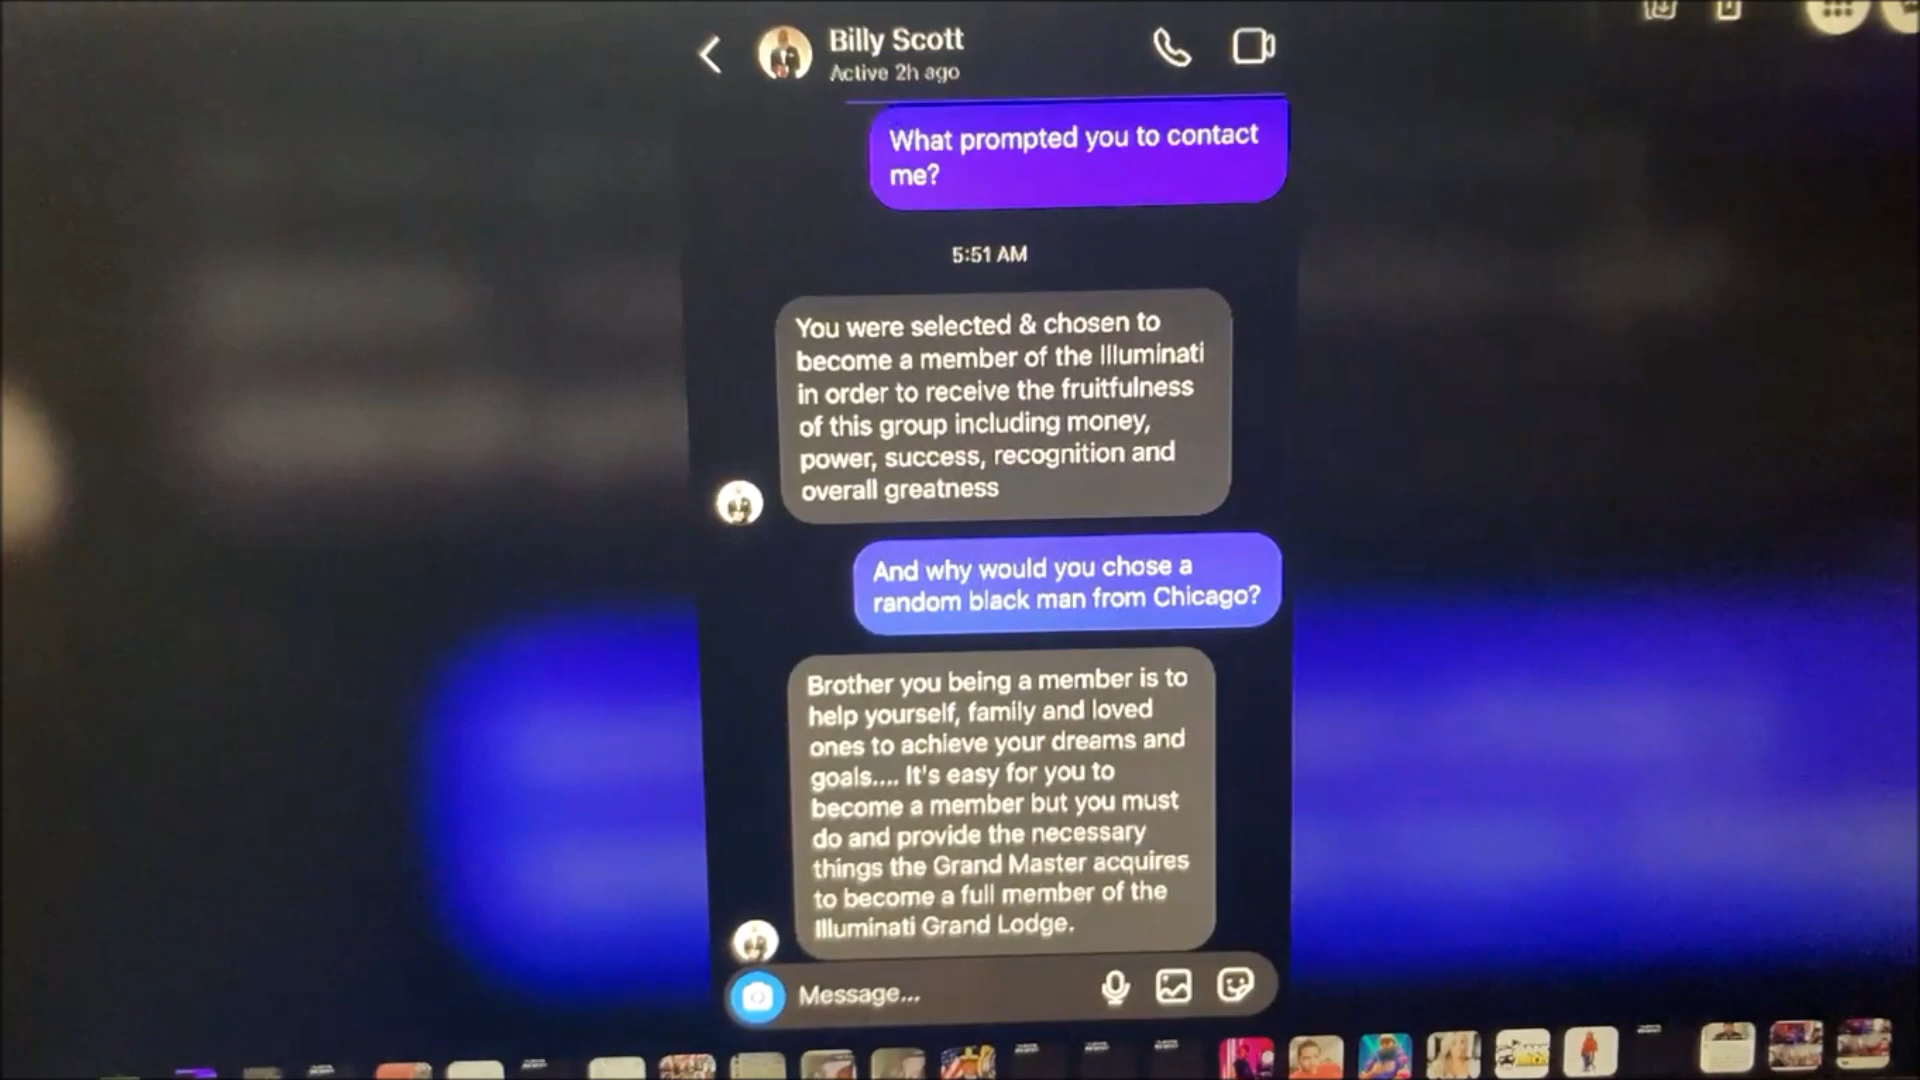 Billy Scott
Active 2h ago
What prompted you to contact
me?
5:51 AM
You were selected & chosen to
become a member of the Illuminati
in order to receive the fruitfulness
of this group including money,
power, success, recognition and
overall greatness
And why would you chose a
random black man from Chicago?
Brother you being a member is to
help yourself, family and loved
ones to achieve your dreams and
goals.... It's easy for you to
become a member but you must
do and provide the necessary
things the Grand Master acquires
to become a full member of the
Illuminati Grand Lodge.
Message...